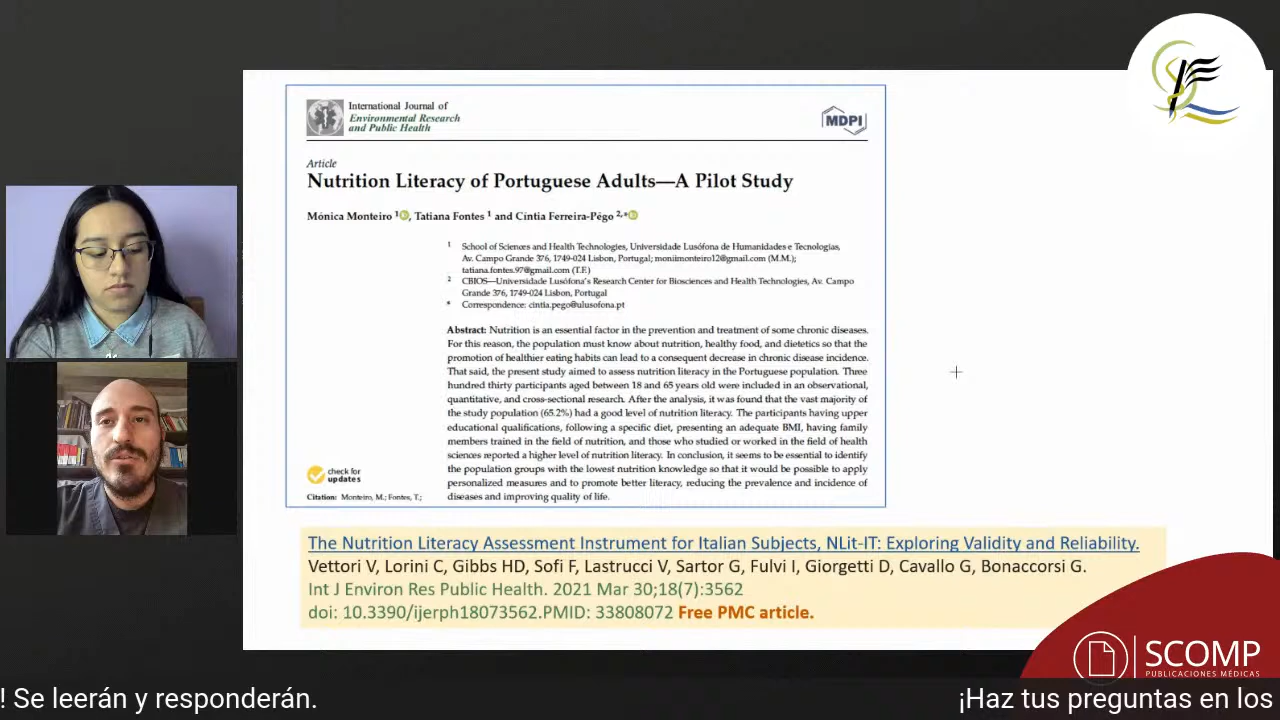 International Journal of
Environmental Research
and Public Health
MDPI
Article
Nutrition Literacy of Portuguese Adults—A Pilot Study
Mónica Monteiro 1, Tatiana Fontes 1 and Cíntia Ferreira-Pêgo 2,*
1 School of Sciences and Health Technologies, Universidade Lusófona de Humanidades e Tecnologias,
Av. Campo Grande 376, 1749-024 Lisbon, Portugal; moniimonteiro12@gmail.com (M.M.);
tatiana.fontes.97@gmail.com (T.F.)
2 CBIOS—Universidade Lusófona's Research Center for Biosciences and Health Technologies, Av. Campo
Grande 376, 1749-024 Lisbon, Portugal
* Correspondence: cintia.pego@ulusofona.pt
Abstract: Nutrition is an essential factor in the prevention and treatment of some chronic diseases.
For this reason, the population must know about nutrition, healthy food, and dietetics so that the
promotion of healthier eating habits can lead to a consequent decrease in chronic disease incidence.
That said, the present study aimed to assess nutrition literacy in the Portuguese population. Three
hundred thirty participants aged between 18 and 65 years old were included in an observational,
quantitative, and cross-sectional research. After the analysis, it was found that the vast majority of
the study population (65.2%) had a good level of nutrition literacy. The participants having upper
educational qualifications, following a specific diet, presenting an adequate BMI, having family
members trained in the field of nutrition, and those who studied or worked in the field of health
sciences reported a higher level of nutrition literacy. In conclusion, it seems to be essential to identify
the population groups with the lowest nutrition knowledge so that it would be possible to apply
personalized measures and to promote better literacy, reducing the prevalence and incidence of
diseases and improving quality of life.
check for
updates
Citation: Monteiro, M.; Fontes, T.;
The Nutrition Literacy Assessment Instrument for Italian Subjects, NLit-IT: Exploring Validity and Reliability.
Vettori V, Lorini C, Gibbs HD, Sofi F, Lastrucci V, Sartor G, Fulvi I, Giorgetti D, Cavallo G, Bonaccorsi G.
Int J Environ Res Public Health. 2021 Mar 30;18(7):3562
doi: 10.3390/ijerph18073562.PMID: 33808072 Free PMC article.
SCOMP
PUBLICACIONES MÉDICAS
! Se leerán y responderán.
¡Haz tus preguntas en los